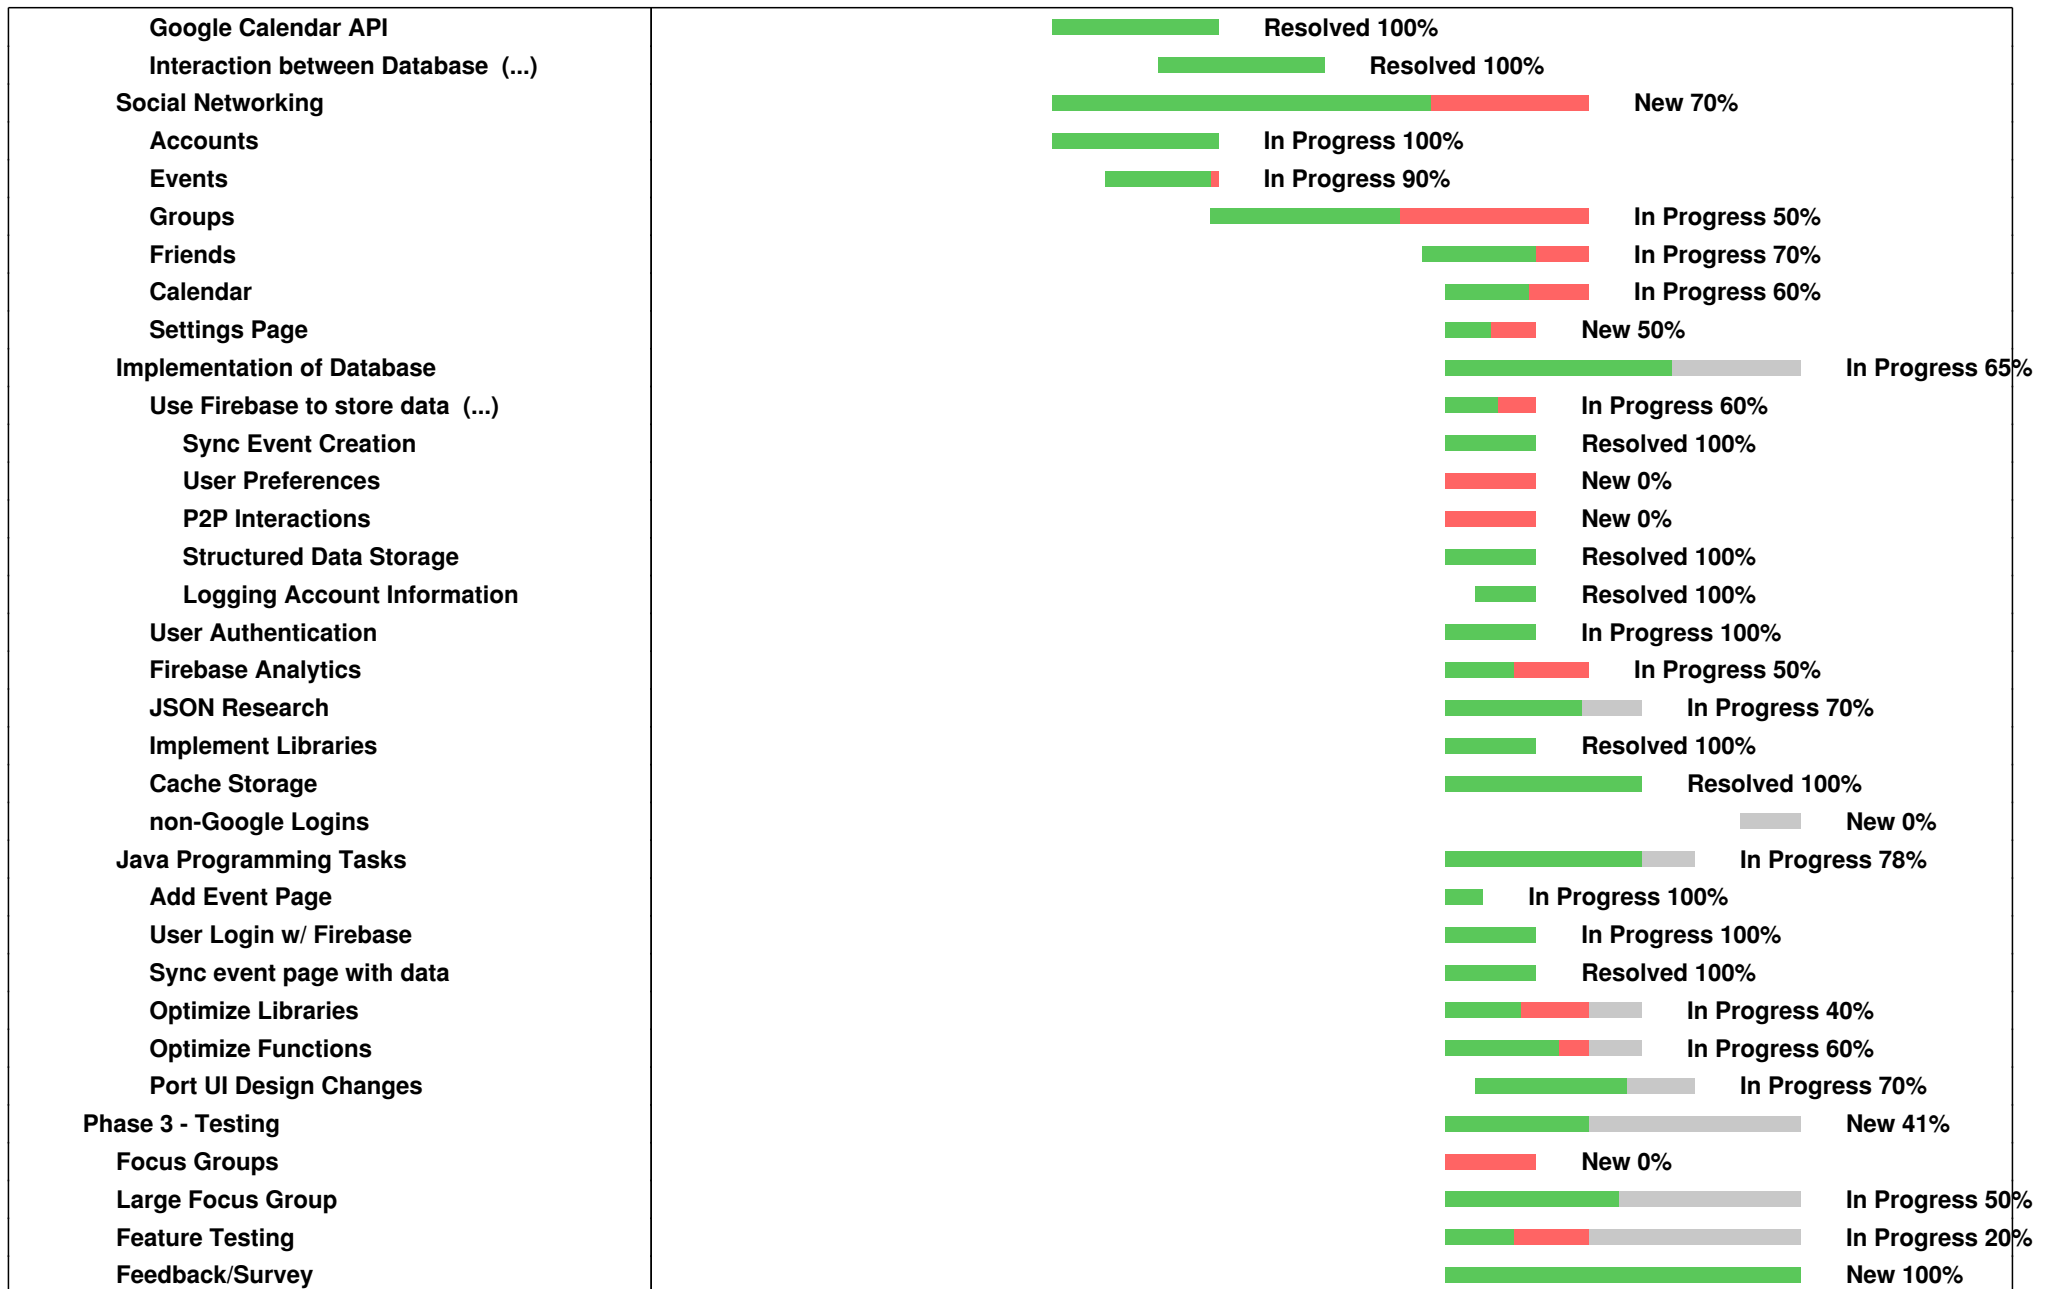 Google Calendar API Resolved 100%
Interaction between Database (...) Resolved 100%
Social Networking New 70%
Accounts In Progress 100%
Events In Progress 90%
Groups In Progress 50%
Friends In Progress 70%
Calendar In Progress 60%
Settings Page New 50%
Implementation of Database In Progress 65%
Use Firebase to store data (...) In Progress 60%
Sync Event Creation Resolved 100%
User Preferences New 0%
P2P Interactions New 0%
Structured Data Storage Resolved 100%
Logging Account Information Resolved 100%
User Authentication In Progress 100%
Firebase Analytics In Progress 50%
JSON Research In Progress 70%
Implement Libraries Resolved 100%
Cache Storage Resolved 100%
non-Google Logins New 0%
Java Programming Tasks In Progress 78%
Add Event Page In Progress 100%
User Login w/ Firebase In Progress 100%
Sync event page with data Resolved 100%
Optimize Libraries In Progress 40%
Optimize Functions In Progress 60%
Port UI Design Changes In Progress 70%
Phase 3 - Testing New 41%
Focus Groups New 0%
Large Focus Group In Progress 50%
Feature Testing In Progress 20%
Feedback/Survey New 100%